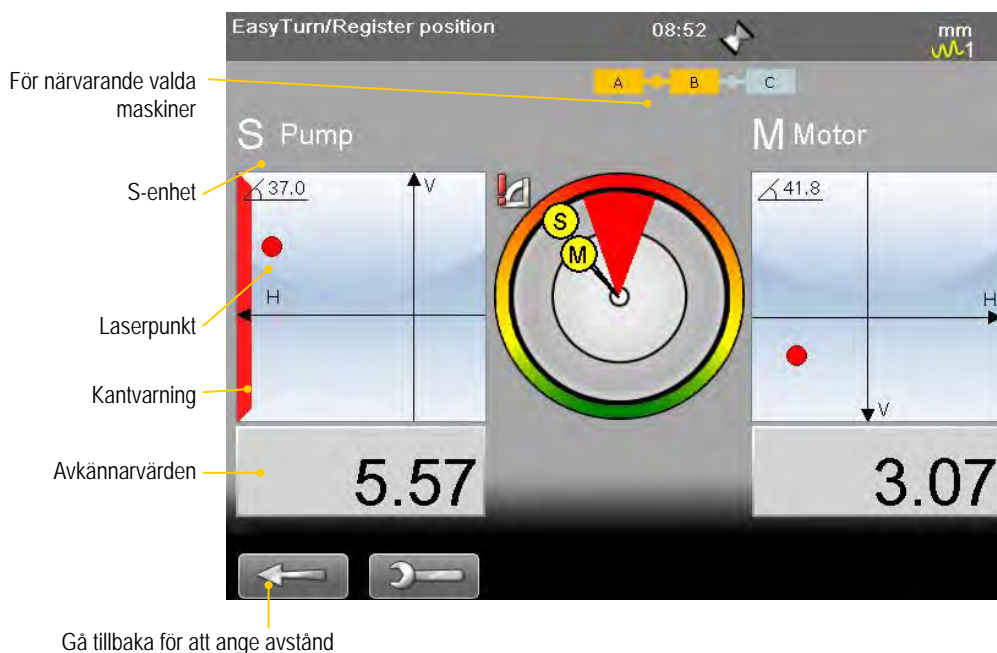 EasyTurn/Register position 08:52 mm
1
För närvarande valda
maskiner
A B C
S Pump M Motor
S-enhet
37.0 V 41.8
S
M
H H
Laserpunkt
Kantvarning
V
Avkännarvärden
5.57 3.07
Gå tillbaka för att ange avstånd